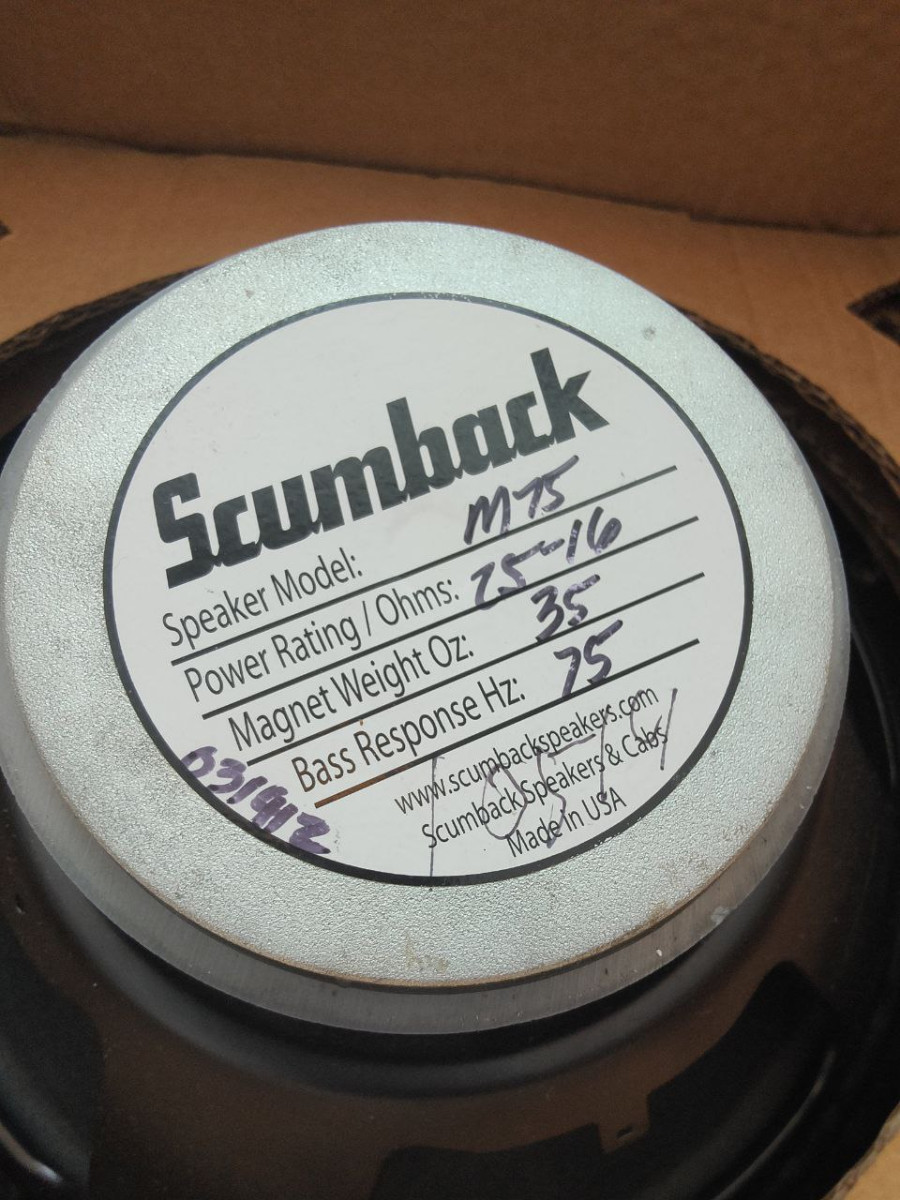 Scumback
Speaker Model: M75
Power Rating / Ohms: 25-16
Magnet Weight Oz: 35
Bass Response Hz: 75
www.scumbackspeakers.com
Scumback Speakers & Cabs
Made in USA